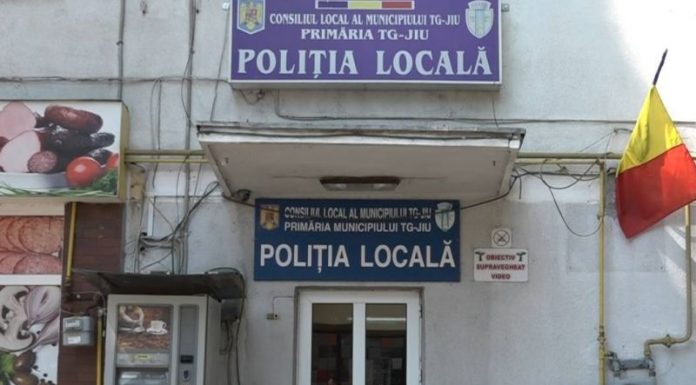 CONSILIUL LOCAL AL MUNICIPIULUI TG-JIU
PRIMĂRIA TG-JIU
POLIȚIA LOCALĂ
CONSILIUL LOCAL AL MUNICIPIULUI TG-JIU
PRIMĂRIA MUNICIPIULUI TG-JIU
POLIȚIA LOCALĂ
OBIECTIV
SUPRAVEGHEAT
VIDEO